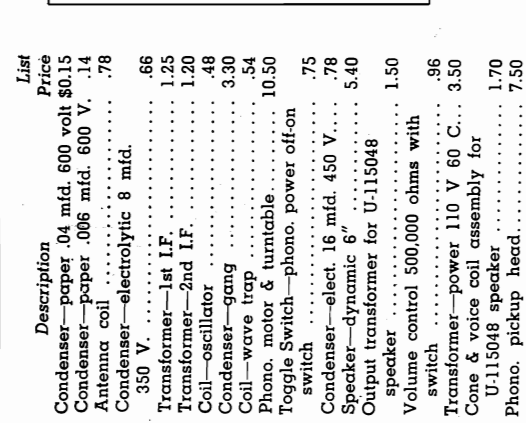 List
Description Price
Condenser—paper .04 mfd. 600 volt $0.15
Condenser—paper .006 mfd. 600 V. .14
Antenna coil .................... .78
Condenser—electrolytic 8 mfd.
350 V. ......................... .66
Transformer—1st I.F. ............ 1.25
Transformer—2nd I.F. ............ 1.20
Coil—oscillator ................. .48
Condenser—gang .................. 3.30
Coil—wave trap .................. .54
Phono. motor & turntable ........ 10.50
Toggle Switch—phono. power off-on
switch ......................... .75
Condenser—elect. 16 mfd. 450 V. ... .78
Speaker—dynamic 6" .............. 5.40
Output transformer for U-115048
speaker ........................ 1.50
Volume control 500,000 ohms with
switch ......................... .96
Transformer—power 110 V 60 C... 3.50
Cone & voice coil assembly for
U-115048 speaker ............... 1.70
Phono. pickup head .............. 7.50